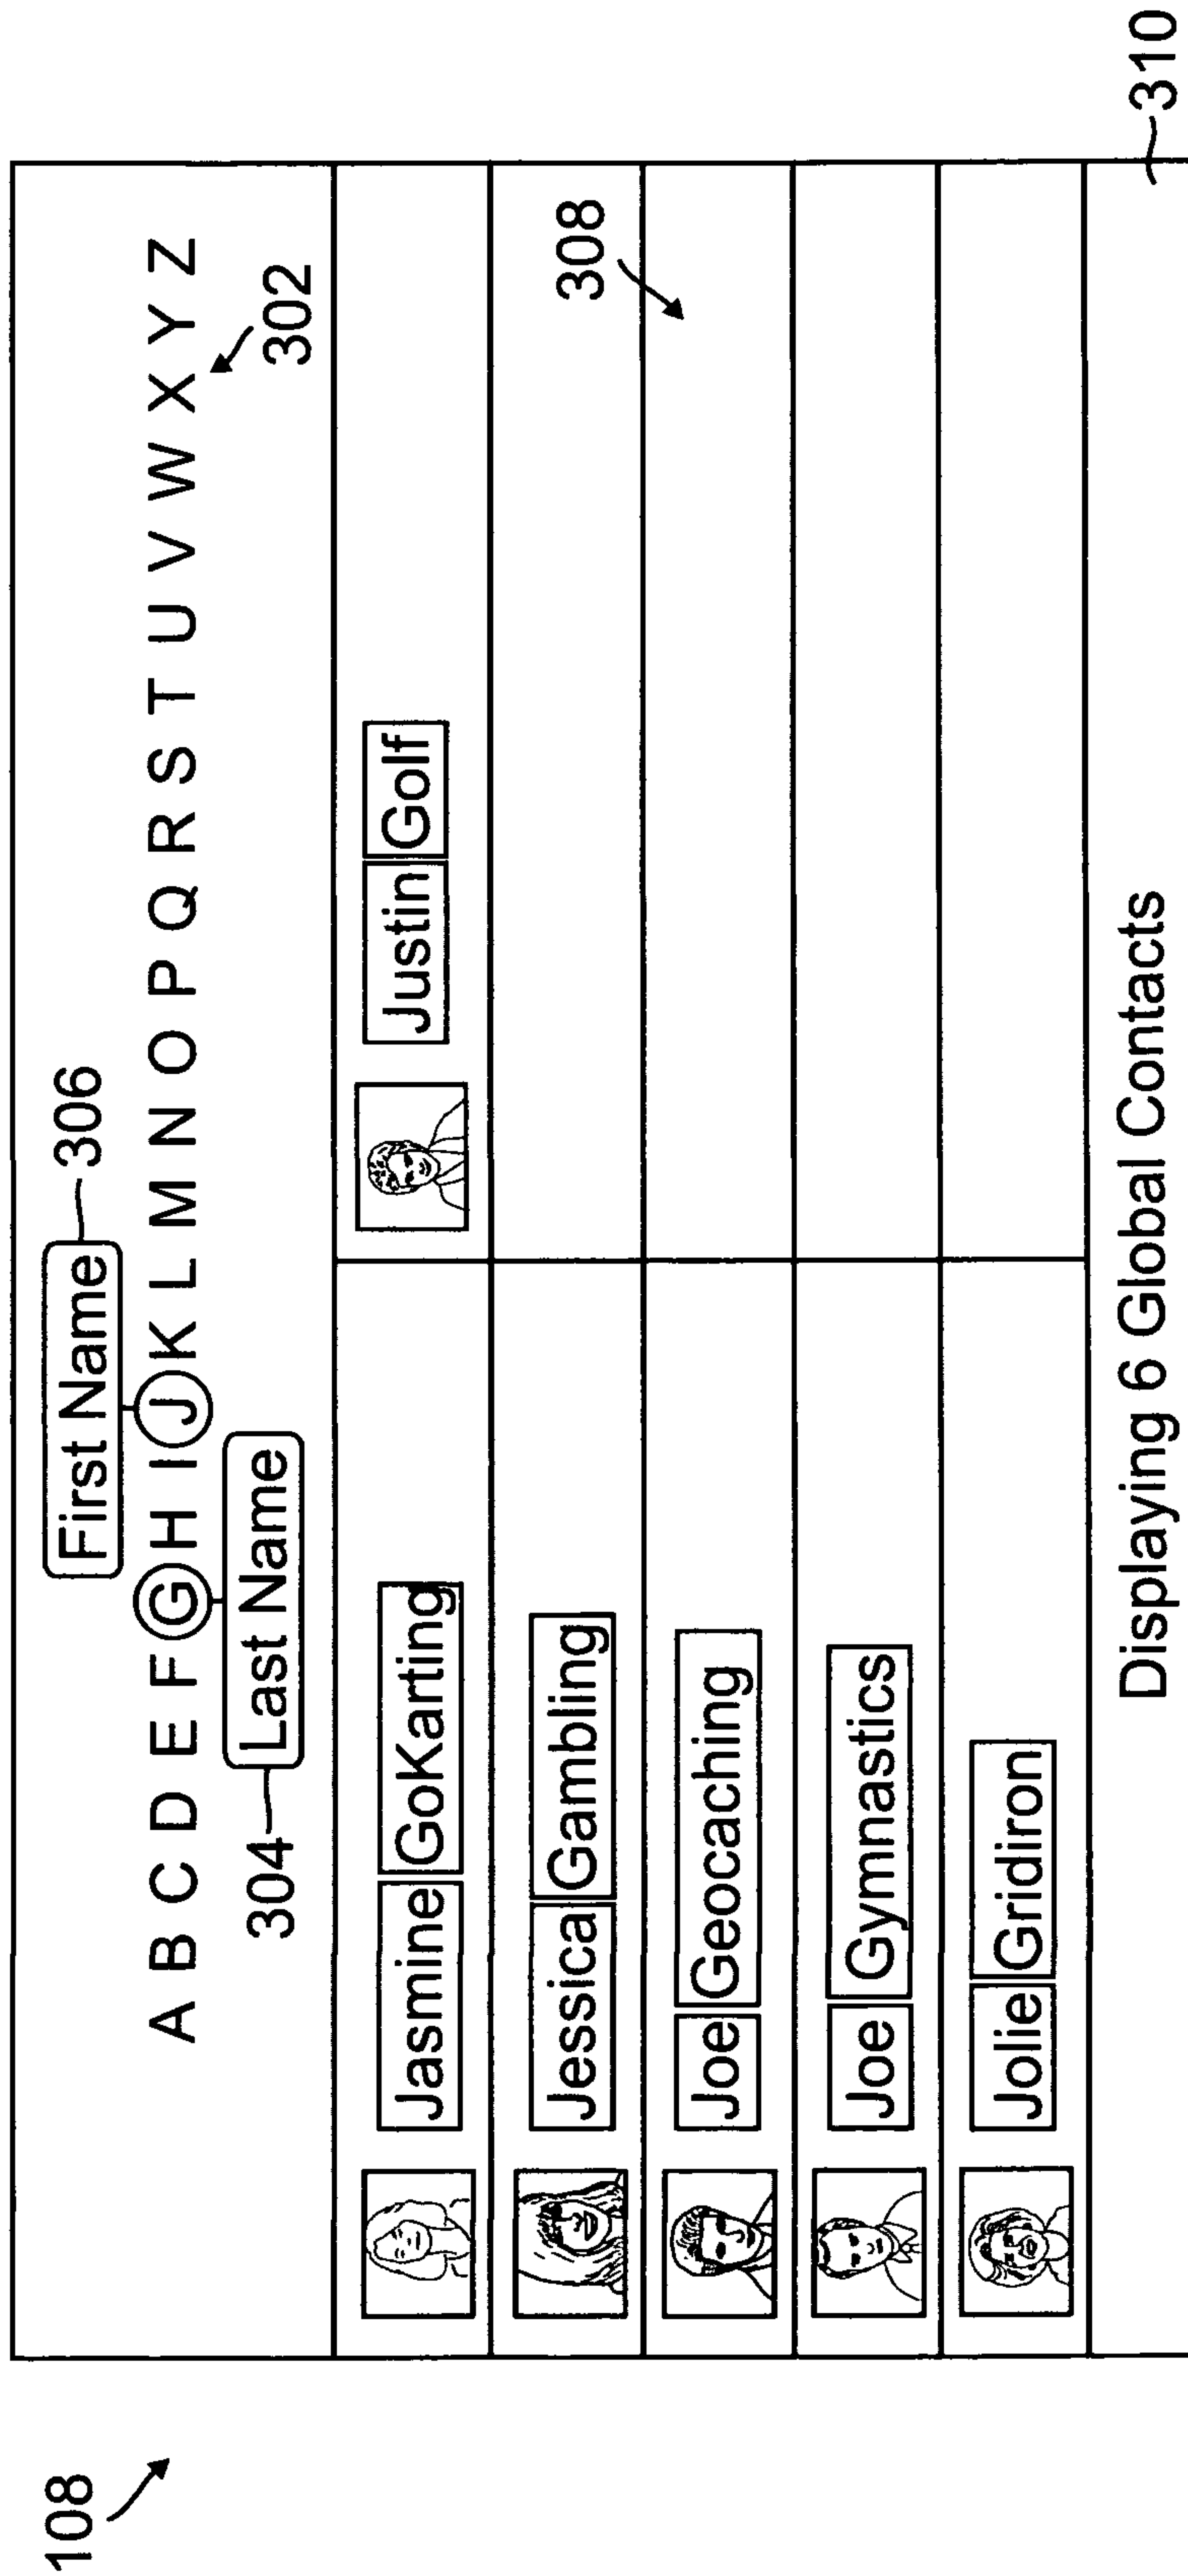 108
First Name 306
A B C D E F G H I J K L M N O P Q R S T U V W X Y Z
304 Last Name
302
Jasmine GoKarting
Justin Golf
Jessica Gambling
308
Joe Geocaching
Joe Gymnastics
Jolie Gridiron
Displaying 6 Global Contacts
310